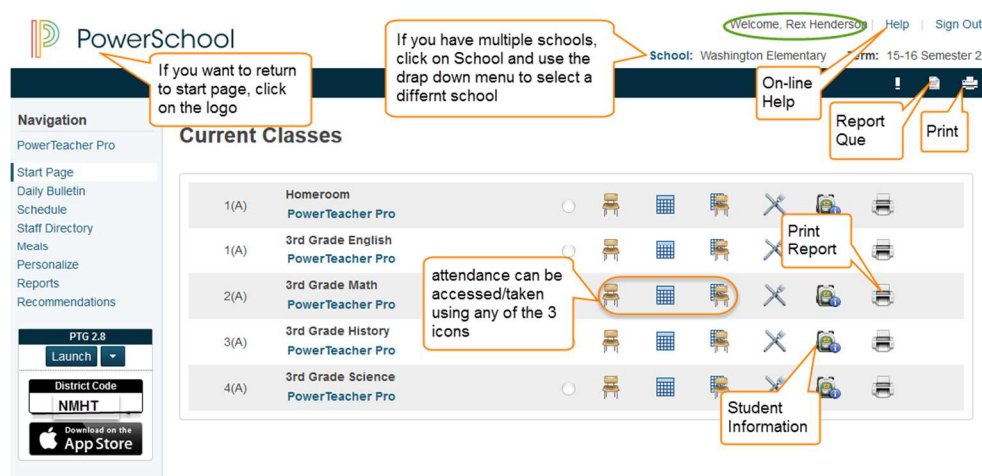 PowerSchool
If you want to return
to start page, click
on the logo
If you have multiple schools,
click on School and use the
drap down menu to select a
differnt school
Welcome, Rex Henderson | Help | Sign Out
School: Washington Elementary Term: 15-16 Semester 2
On-line
Help
Report
Que
Print
Navigation
PowerTeacher Pro
Start Page
Daily Bulletin
Schedule
Staff Directory
Meals
Personalize
Reports
Recommendations
PTG 2.8
Launch
District Code
NMHT
Download on the
App Store
Current Classes
1(A) Homeroom
PowerTeacher Pro
1(A) 3rd Grade English
PowerTeacher Pro
2(A) 3rd Grade Math
PowerTeacher Pro
3(A) 3rd Grade History
PowerTeacher Pro
4(A) 3rd Grade Science
PowerTeacher Pro
attendance can be
accessed/taken
using any of the 3
icons
Print
Report
Student
Information